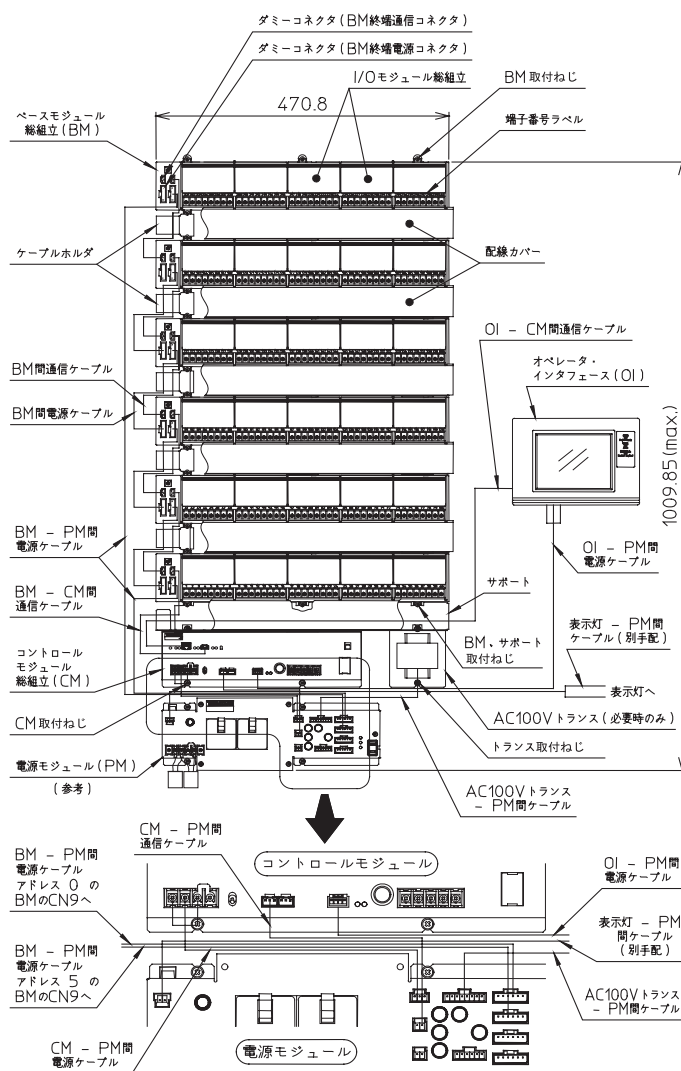 ダミーコネクタ(BM終端通信コネクタ)
ダミーコネクタ(BM終端電源コネクタ)
I/Oモジュール総組立
BM取付ねじ
470.8
端子番号ラベル
ベースモジュール
総組立(BM)
ケーブルホルダ
配線カバー
OI - CM間通信ケーブル
オペレータ・
インタフェース(OI)
BM間通信ケーブル
BM間電源ケーブル
1009.85(max.)
BM - PM間
電源ケーブル
OI - PM間
電源ケーブル
BM - CM間
通信ケーブル
サポート
表示灯 - PM間
ケーブル(別手配)
コントロール
モジュール
総組立(CM)
BM、サポート
取付ねじ
表示灯へ
CM取付ねじ
AC100Vトランス(必要時のみ)
トランス取付ねじ
電源モジュール(PM)
(参考)
AC100Vトランス
- PM間ケーブル
CM - PM間
通信ケーブル
BM - PM間
電源ケーブル
アドレス 0 の
BMのCN9へ
コントロールモジュール
OI - PM間
電源ケーブル
表示灯 - PM
間ケーブル
(別手配)
BM - PM間
電源ケーブル
アドレス 5 の
BMのCN9へ
AC100Vトランス
- PM間ケーブル
CM - PM間
電源ケーブル
電源モジュール